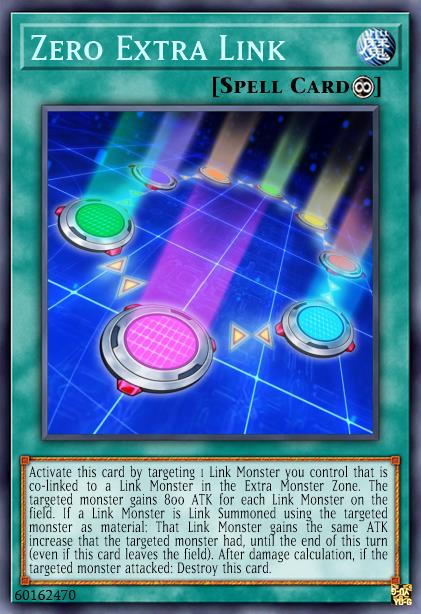 Zero Extra Link
魔
[Spell Card]
Activate this card by targeting 1 Link Monster you control that is
co-linked to a Link Monster in the Extra Monster Zone. The
targeted monster gains 800 ATK for each Link Monster on the
field. If a Link Monster is Link Summoned using the targeted
monster as material: That Link Monster gains the same ATK
increase that the targeted monster had, until the end of this turn
(even if this card leaves the field). After damage calculation, if the
targeted monster attacked: Destroy this card.
60162470